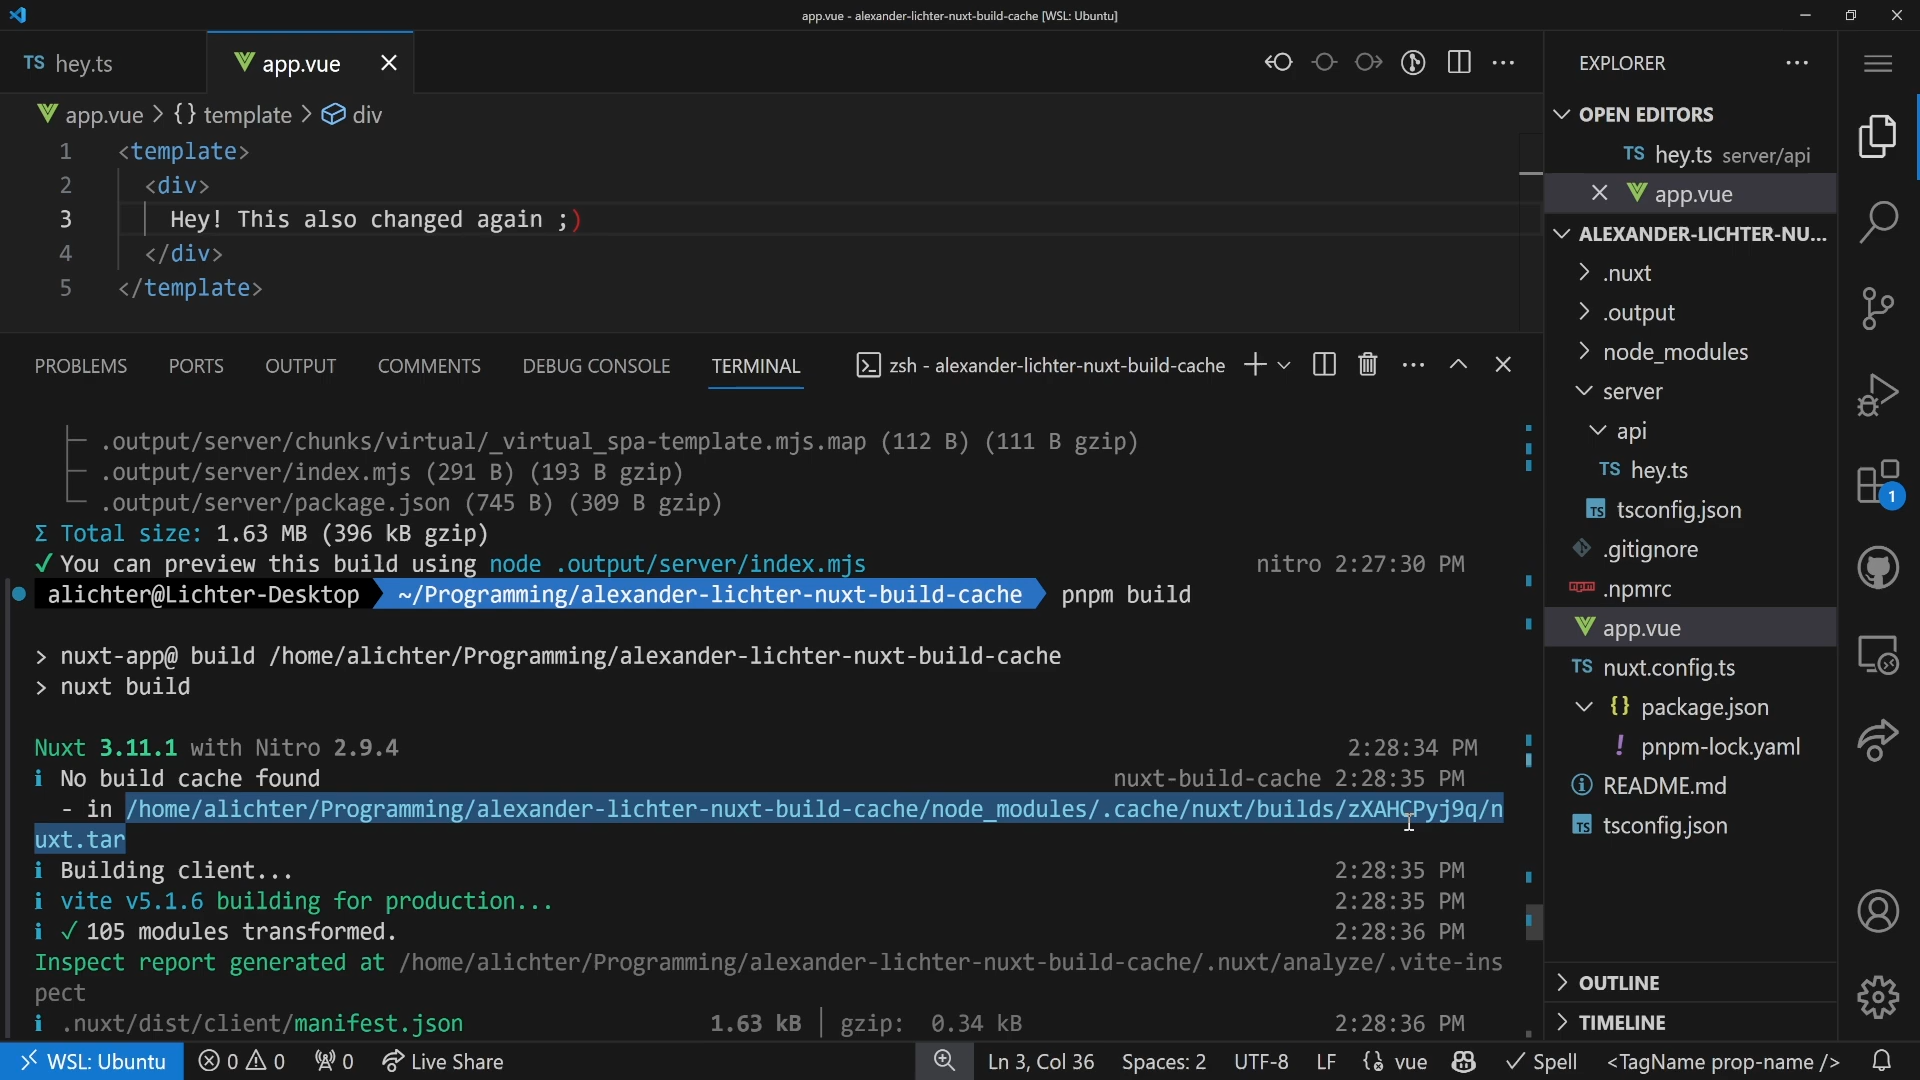 app.vue - alexander-lichter-nuxt-build-cache [WSL: Ubuntu]
TS hey.ts
app.vue
app.vue > {} template > div
1 <template>
2 <div>
3 Hey! This also changed again ;)
4 </div>
5 </template>
PROBLEMS PORTS OUTPUT COMMENTS DEBUG CONSOLE TERMINAL zsh - alexander-lichter-nuxt-build-cache
├─ .output/server/chunks/virtual/_virtual_spa-template.mjs.map (112 B) (111 B gzip)
├─ .output/server/index.mjs (291 B) (193 B gzip)
└─ .output/server/package.json (745 B) (309 B gzip)
Σ Total size: 1.63 MB (396 kB gzip)
✓ You can preview this build using node .output/server/index.mjs nitro 2:27:30 PM
alichter@Lichter-Desktop ~/Programming/alexander-lichter-nuxt-build-cache pnpm build
> nuxt-app@ build /home/alichter/Programming/alexander-lichter-nuxt-build-cache
> nuxt build
Nuxt 3.11.1 with Nitro 2.9.4 2:28:34 PM
ℹ No build cache found nuxt-build-cache 2:28:35 PM
- in /home/alichter/Programming/alexander-lichter-nuxt-build-cache/node_modules/.cache/nuxt/builds/zXAHCPyj9q/n
uxt.tar
ℹ Building client... 2:28:35 PM
ℹ vite v5.1.6 building for production... 2:28:35 PM
ℹ ✓ 105 modules transformed. 2:28:36 PM
Inspect report generated at /home/alichter/Programming/alexander-lichter-nuxt-build-cache/.nuxt/analyze/.vite-ins
pect
ℹ .nuxt/dist/client/manifest.json 1.63 kB │ gzip: 0.34 kB 2:28:36 PM
EXPLORER
OPEN EDITORS
TS hey.ts server/api
app.vue
ALEXANDER-LICHTER-NU...
.nuxt
.output
node_modules
server
api
TS hey.ts
TS tsconfig.json
.gitignore
.npmrc
app.vue
TS nuxt.config.ts
{} package.json
! pnpm-lock.yaml
README.md
TS tsconfig.json
OUTLINE
TIMELINE
1
WSL: Ubuntu 0 0 0 Live Share Ln 3, Col 36 Spaces: 2 UTF-8 LF {} vue ✓ Spell <TagName prop-name />